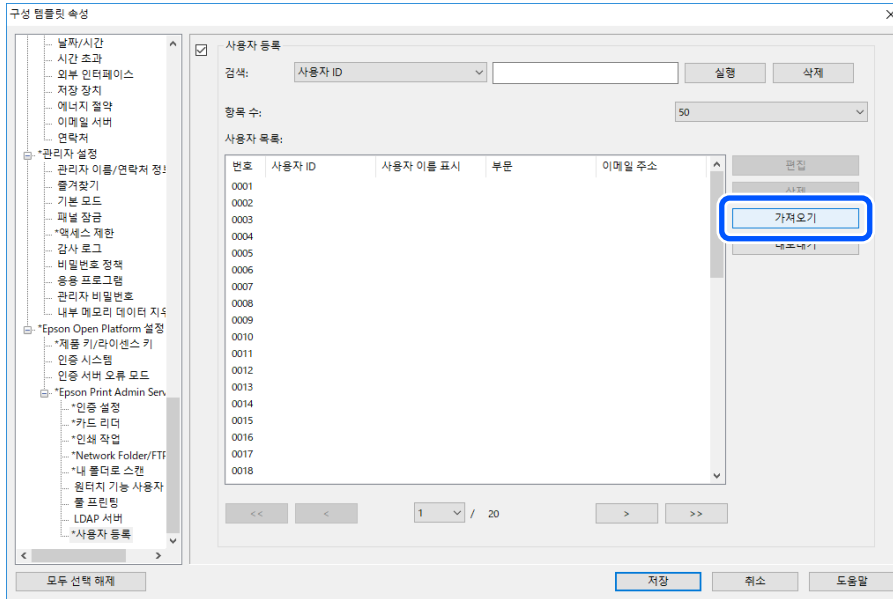 구성 템플릿 속성
날짜/시간
시간 초과
외부 인터페이스
저장 장치
에너지 절약
이메일 서버
연락처
*관리자 설정
관리자 이름/연락처 정보
즐겨찾기
기본 모드
패널 잠금
*액세스 제한
감사 로그
비밀번호 정책
응용 프로그램
관리자 비밀번호
내부 메모리 데이터 지우
*Epson Open Platform 설정
*제품 키/라이센스 키
인증 시스템
인증 서버 오류 모드
*Epson Print Admin Serv
*인증 설정
*카드 리더
*인쇄 작업
*Network Folder/FTP
*내 폴더로 스캔
원터치 기능 사용자
풀 프린팅
LDAP 서버
*사용자 등록
모두 선택 해제
사용자 등록
검색: 사용자 ID 실행 삭제
항목 수: 50
사용자 목록:
번호 사용자 ID 사용자 이름 표시 부문 이메일 주소
0001
0002
0003
0004
0005
0006
0007
0008
0009
0010
0011
0012
0013
0014
0015
0016
0017
0018
편집
삭제
가져오기
내보내기
<< < 1 / 20 > >>
저장 취소 도움말